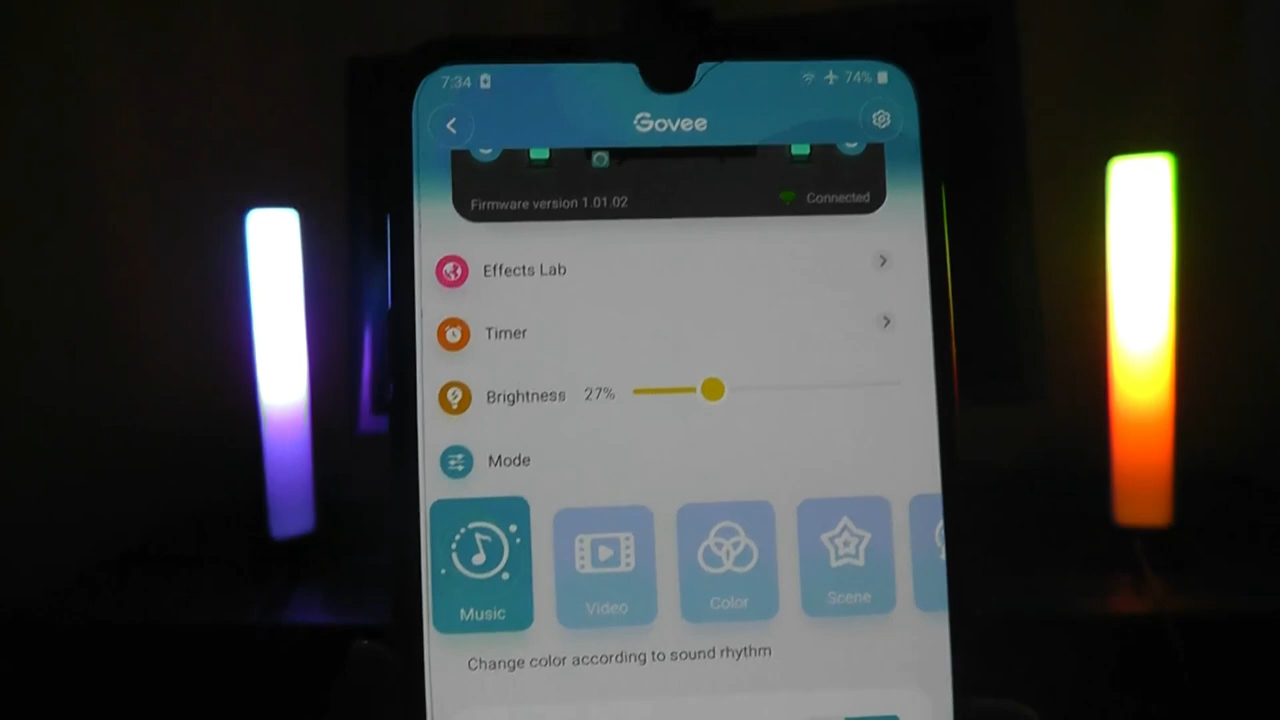 7:34 74%
Govee
Firmware version 1.01.02 Connected
Effects Lab
Timer
Brightness 27%
Mode
Music Video Color Scene
Change color according to sound rhythm